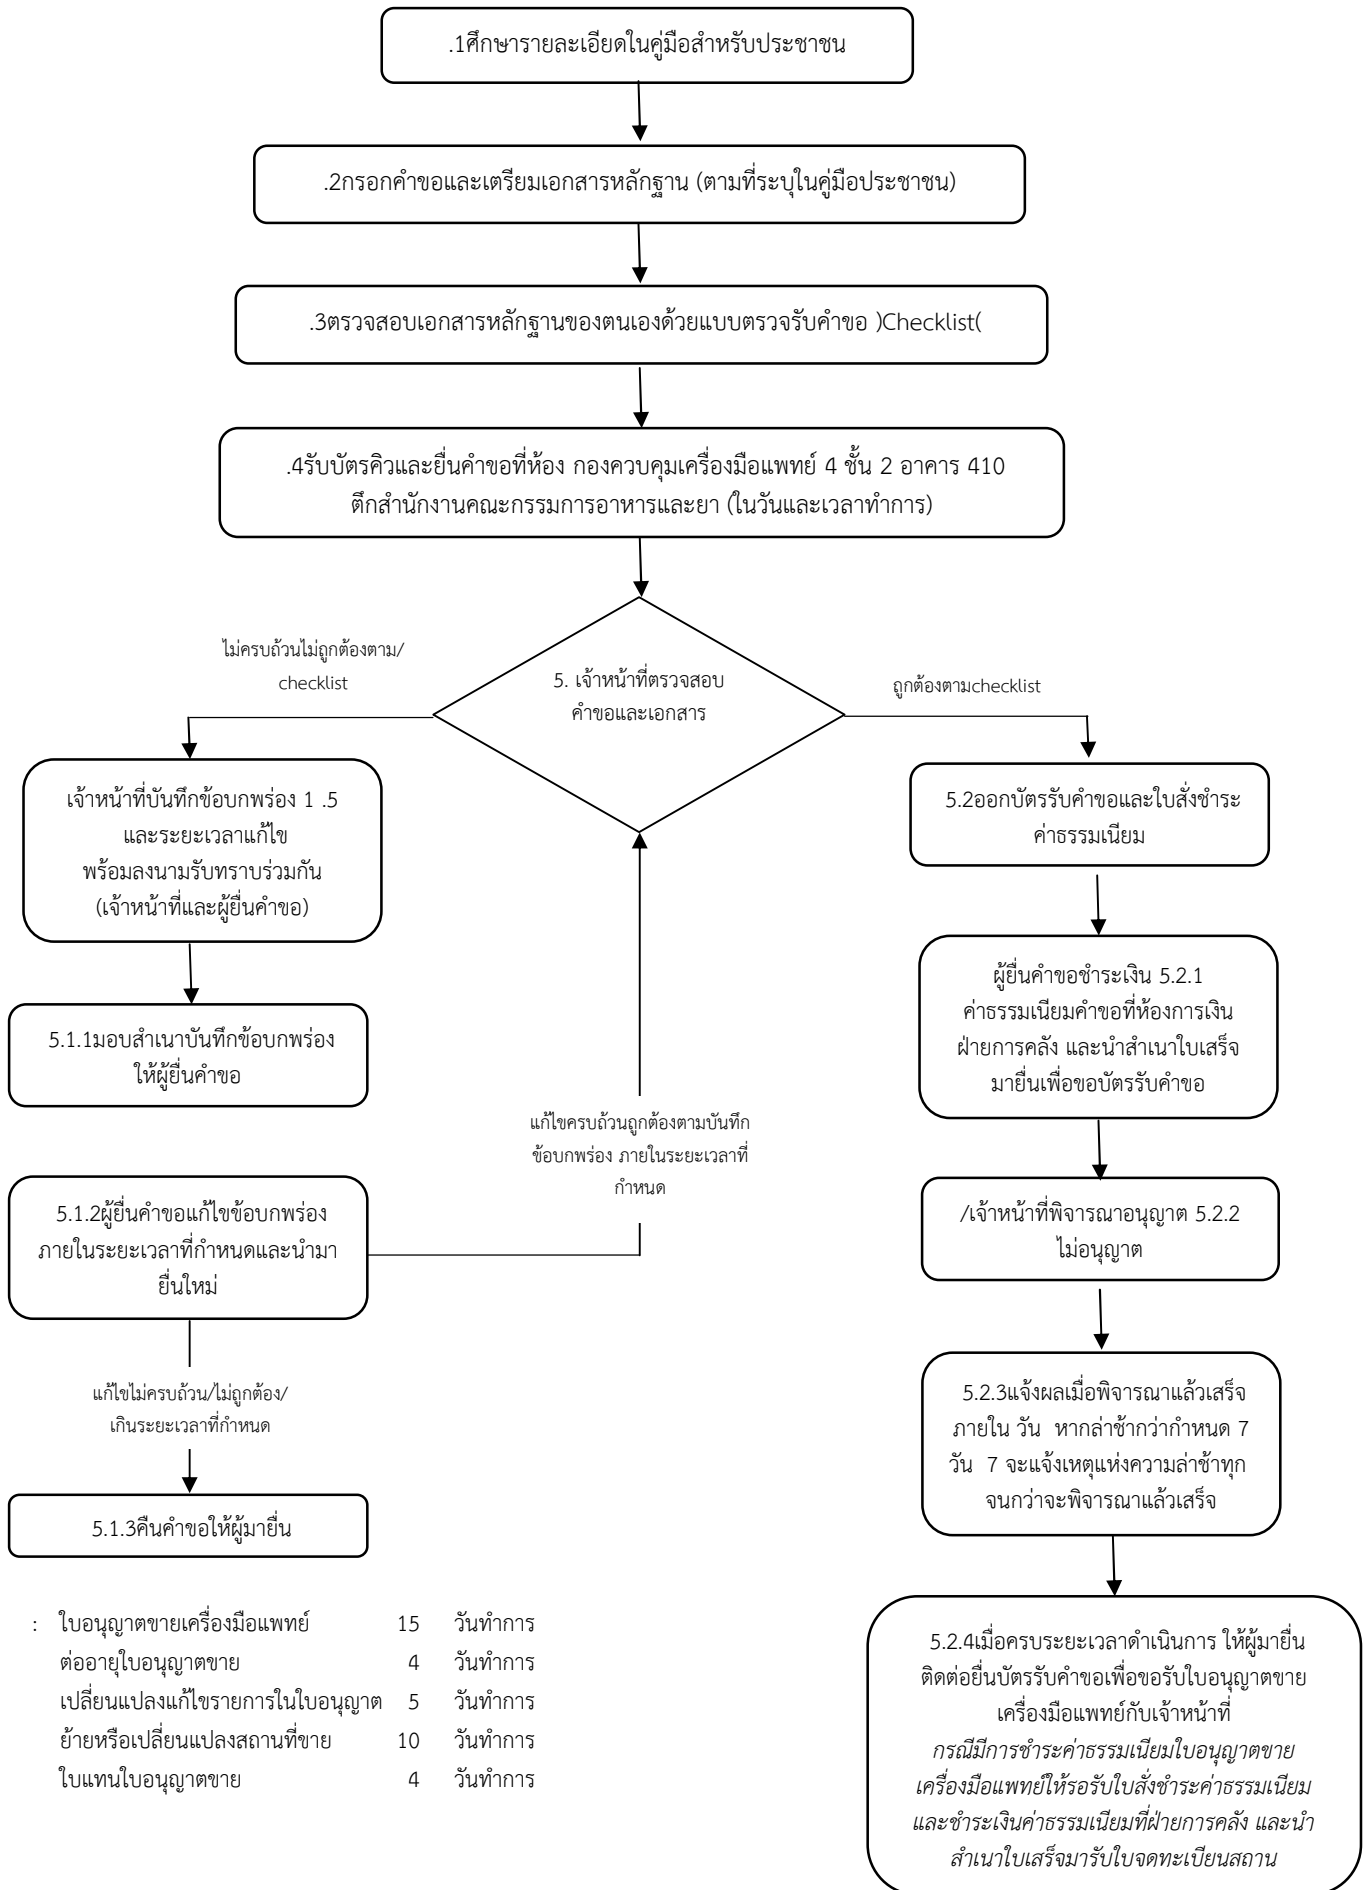 .1ศึกษารายละเอียดในคู่มือสำหรับประชาชน
.2กรอกคำขอและเตรียมเอกสารหลักฐาน (ตามที่ระบุในคู่มือประชาชน)
.3ตรวจสอบเอกสารหลักฐานของตนเองด้วยแบบตรวจรับคำขอ )Checklist(
.4รับบัตรคิวและยื่นคำขอที่ห้อง กองควบคุมเครื่องมือแพทย์ 4 ชั้น 2 อาคาร 410
ตึกสำนักงานคณะกรรมการอาหารและยา (ในวันและเวลาทำการ)
ไม่ครบถ้วนไม่ถูกต้องตาม/
checklist
5. เจ้าหน้าที่ตรวจสอบ
คำขอและเอกสาร
ถูกต้องตามchecklist
เจ้าหน้าที่บันทึกข้อบกพร่อง 1 .5
และระยะเวลาแก้ไข
พร้อมลงนามรับทราบร่วมกัน
(เจ้าหน้าที่และผู้ยื่นคำขอ)
5.1.1มอบสำเนาบันทึกข้อบกพร่อง
ให้ผู้ยื่นคำขอ
5.1.2ผู้ยื่นคำขอแก้ไขข้อบกพร่อง
ภายในระยะเวลาที่กำหนดและนำมา
ยื่นใหม่
แก้ไขครบถ้วนถูกต้องตามบันทึก
ข้อบกพร่อง ภายในระยะเวลาที่
กำหนด
แก้ไขไม่ครบถ้วน/ไม่ถูกต้อง/
เกินระยะเวลาที่กำหนด
5.1.3คืนคำขอให้ผู้มายื่น
5.2ออกบัตรรับคำขอและใบสั่งชำระ
ค่าธรรมเนียม
ผู้ยื่นคำขอชำระเงิน 5.2.1
ค่าธรรมเนียมคำขอที่ห้องการเงิน
ฝ่ายการคลัง และนำสำเนาใบเสร็จ
มายื่นเพื่อขอบัตรรับคำขอ
/เจ้าหน้าที่พิจารณาอนุญาต 5.2.2
ไม่อนุญาต
5.2.3แจ้งผลเมื่อพิจารณาแล้วเสร็จ
ภายใน วัน  หากล่าช้ากว่ากำหนด 7
วัน  7 จะแจ้งเหตุแห่งความล่าช้าทุก
จนกว่าจะพิจารณาแล้วเสร็จ
5.2.4เมื่อครบระยะเวลาดำเนินการ ให้ผู้มายื่น
ติดต่อยื่นบัตรรับคำขอเพื่อขอรับใบอนุญาตขาย
เครื่องมือแพทย์กับเจ้าหน้าที่
กรณีมีการชำระค่าธรรมเนียมใบอนุญาตขาย
เครื่องมือแพทย์ให้รอรับใบสั่งชำระค่าธรรมเนียม
และชำระเงินค่าธรรมเนียมที่ฝ่ายการคลัง และนำ
สำเนาใบเสร็จมารับใบจดทะเบียนสถาน
: ใบอนุญาตขายเครื่องมือแพทย์ 15 วันทำการ
ต่ออายุใบอนุญาตขาย 4 วันทำการ
เปลี่ยนแปลงแก้ไขรายการในใบอนุญาต 5 วันทำการ
ย้ายหรือเปลี่ยนแปลงสถานที่ขาย 10 วันทำการ
ใบแทนใบอนุญาตขาย 4 วันทำการ